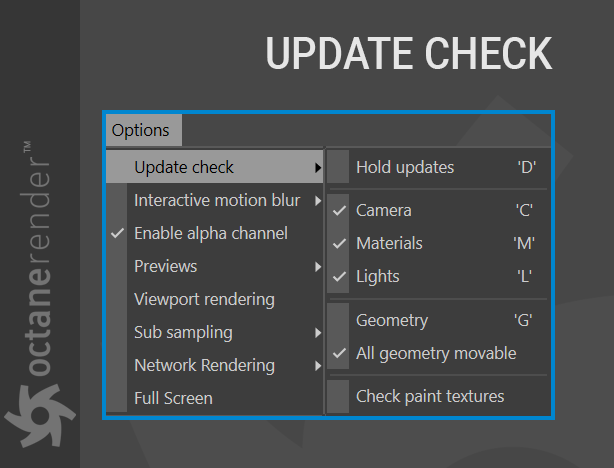 UPDATE CHECK
Options
Update check
Interactive motion blur
Enable alpha channel
Previews
Viewport rendering
Sub sampling
Network Rendering
Full Screen
Hold updates 'D'
Camera 'C'
Materials 'M'
Lights 'L'
Geometry 'G'
All geometry movable
Check paint textures
octanerender™